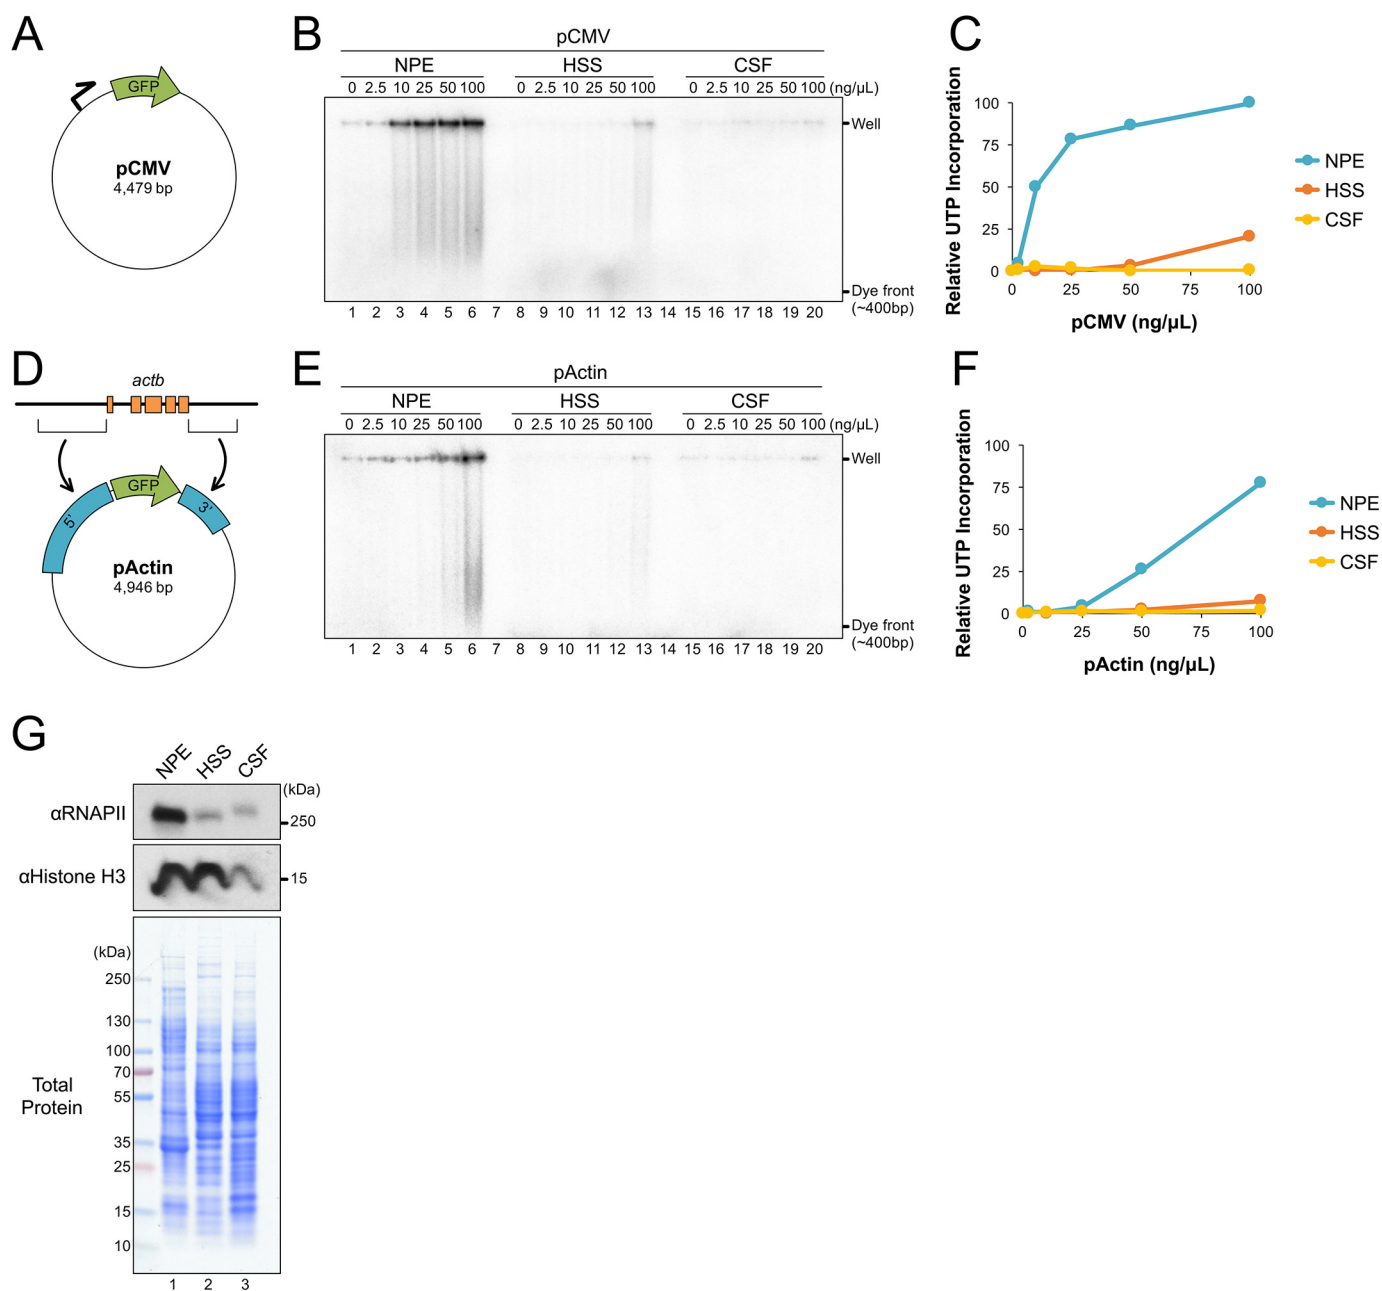 A
GFP
pCMV
4,479 bp
B
pCMV
NPE HSS CSF
0 2.5 10 25 50 100 0 2.5 10 25 50 100 0 2.5 10 25 50 100 (ng/µL)
Well
Dye front
(~400bp)
1 2 3 4 5 6 7 8 9 10 11 12 13 14 15 16 17 18 19 20
C
Relative UTP Incorporation
100
75
50
25
0
0 25 50 75 100
pCMV (ng/µL)
NPE
HSS
CSF
D
actb
GFP
5'
3'
pActin
4,946 bp
E
pActin
NPE HSS CSF
0 2.5 10 25 50 100 0 2.5 10 25 50 100 0 2.5 10 25 50 100 (ng/µL)
Well
Dye front
(~400bp)
1 2 3 4 5 6 7 8 9 10 11 12 13 14 15 16 17 18 19 20
F
Relative UTP Incorporation
100
75
50
25
0
0 25 50 75 100
pActin (ng/µL)
NPE
HSS
CSF
G
NPE HSS CSF
(kDa)
αRNAPII
250
αHistone H3
15
(kDa)
250
130
100
70
55
35
25
15
10
Total
Protein
1 2 3